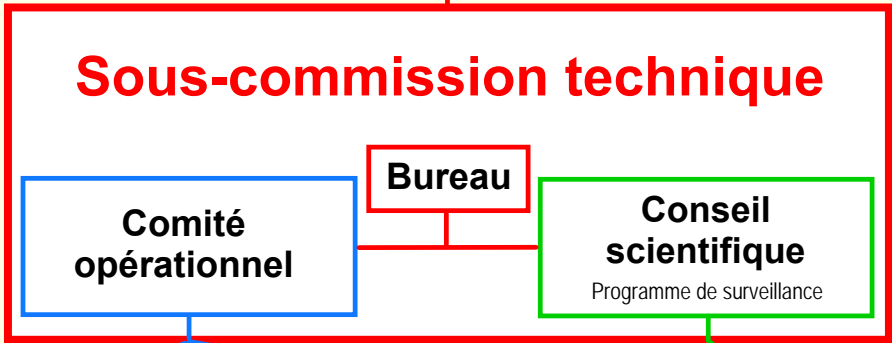 Sous-commission technique
Bureau
Comité
opérationnel
Conseil
scientifique
Programme de surveillance